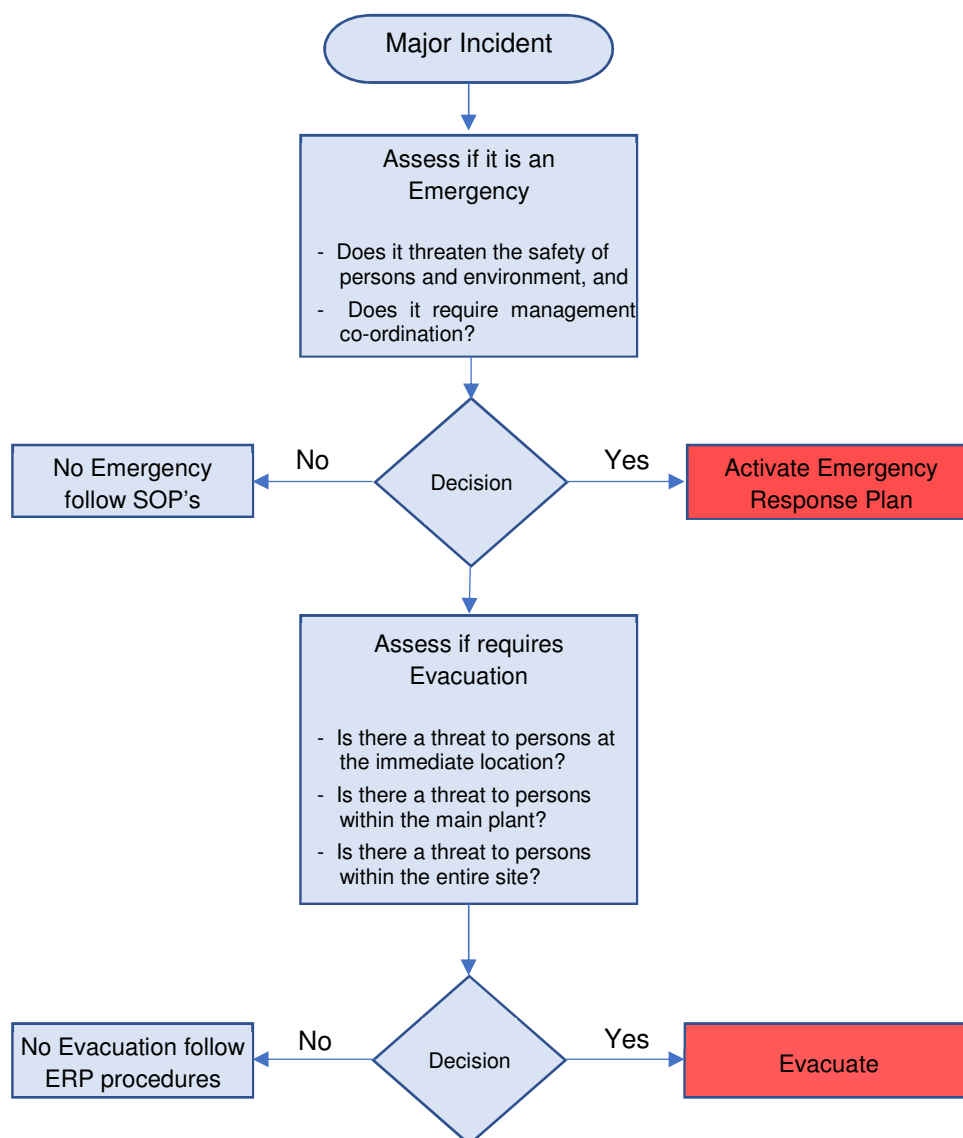 Major Incident
Assess if it is an
Emergency
- Does it threaten the safety of
persons and environment, and
- Does it require management
co-ordination?
No
Yes
No Emergency
follow SOP's
Decision
Activate Emergency
Response Plan
Assess if requires
Evacuation
- Is there a threat to persons at
the immediate location?
- Is there a threat to persons
within the main plant?
- Is there a threat to persons
within the entire site?
No
Yes
No Evacuation follow
ERP procedures
Decision
Evacuate